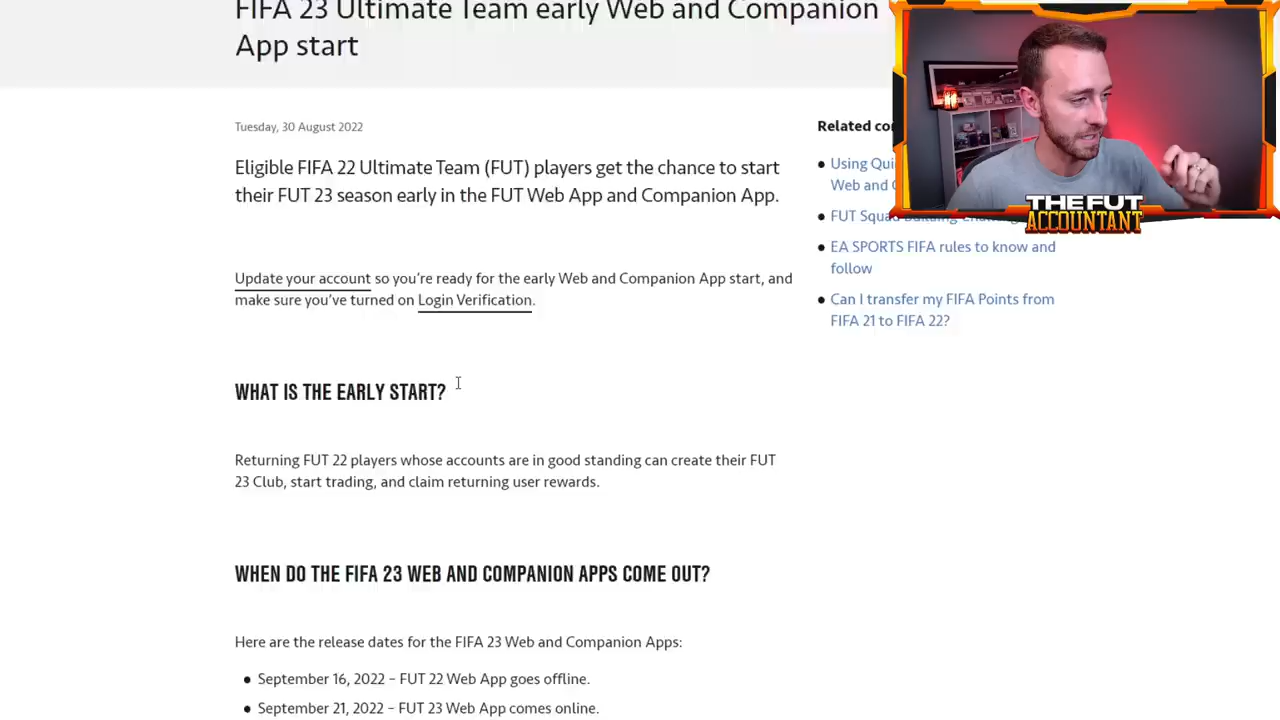 FIFA 23 Ultimate Team early Web and Companion
App start
Tuesday, 30 August 2022
Eligible FIFA 22 Ultimate Team (FUT) players get the chance to start
their FUT 23 season early in the FUT Web App and Companion App.
Update your account so you’re ready for the early Web and Companion App start, and
make sure you’ve turned on Login Verification.
WHAT IS THE EARLY START?
Returning FUT 22 players whose accounts are in good standing can create their FUT
23 Club, start trading, and claim returning user rewards.
WHEN DO THE FIFA 23 WEB AND COMPANION APPS COME OUT?
Here are the release dates for the FIFA 23 Web and Companion Apps:
● September 16, 2022 – FUT 22 Web App goes offline.
● September 21, 2022 – FUT 23 Web App comes online.
Related
● Using
Web and
● FUT Squad Building
● EA SPORTS FIFA rules to know and
follow
● Can I transfer my FIFA Points from
FIFA 21 to FIFA 22?
THE FUT
ACCOUNTANT